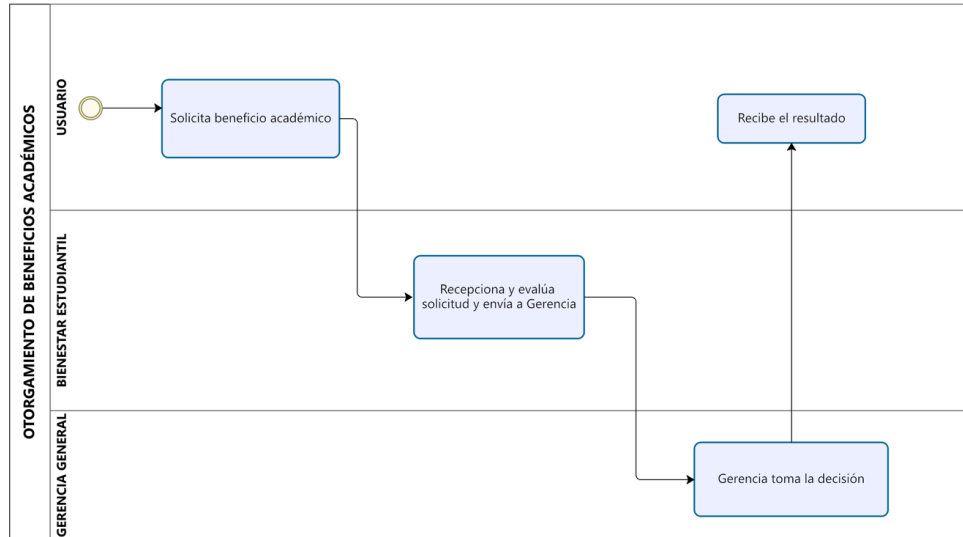 OTORGAMIENTO DE BENEFICIOS ACADÉMICOS
USUARIO
Solicita beneficio académico
Recibe el resultado
BIENESTAR ESTUDIANTIL
Recepciona y evalúa
solicitud y envía a Gerencia
GERENCIA GENERAL
Gerencia toma la decisión